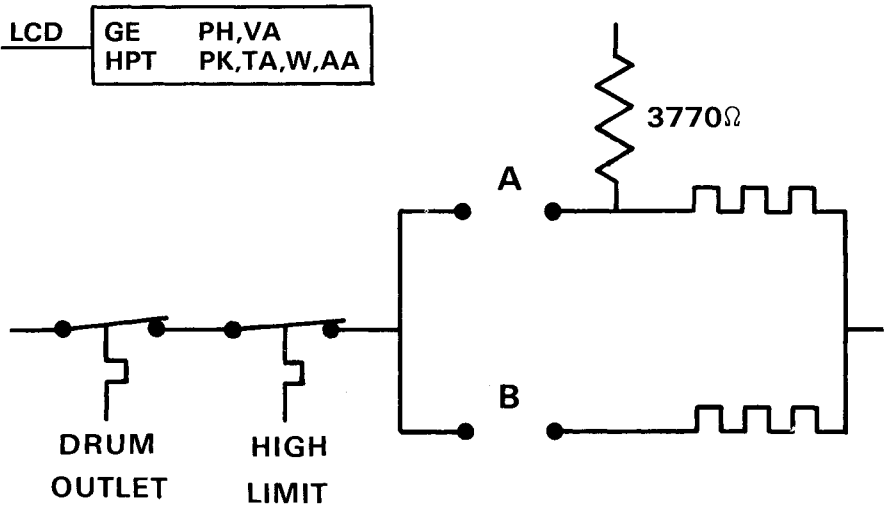 LCD
GE PH,VA
HPT PK,TA,W,AA
3770Ω
A
B
DRUM
OUTLET
HIGH
LIMIT